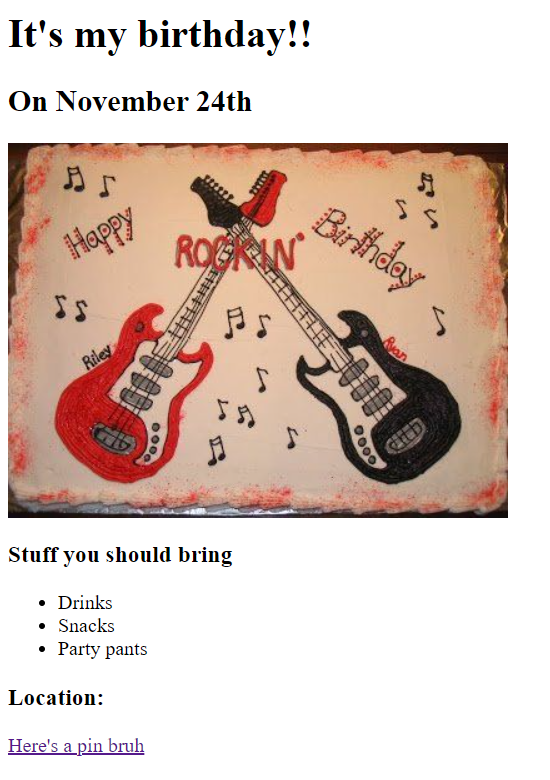 It's my birthday!!
On November 24th
Happy
ROCKIN'
Birthday
Riley
Ryan
Stuff you should bring
Drinks
Snacks
Party pants
Location:
Here's a pin bruh